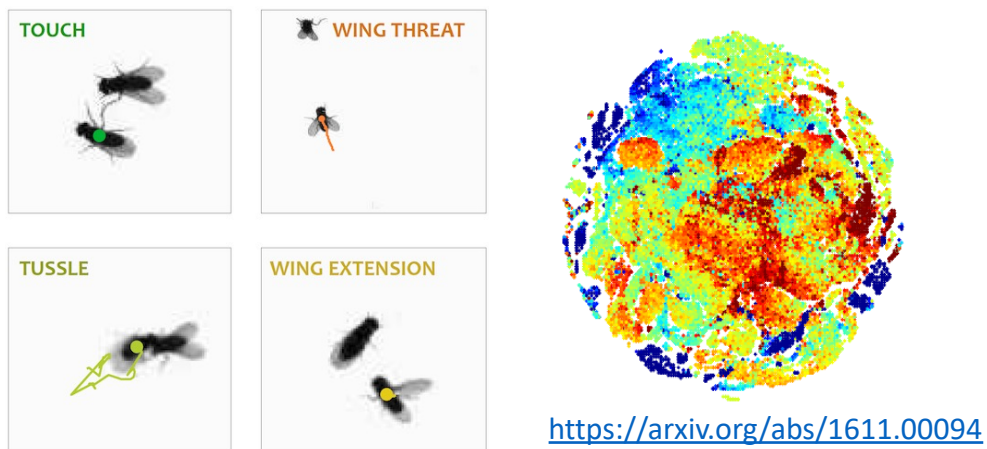 TOUCH
WING THREAT
TUSSLE
WING EXTENSION
https://arxiv.org/abs/1611.00094